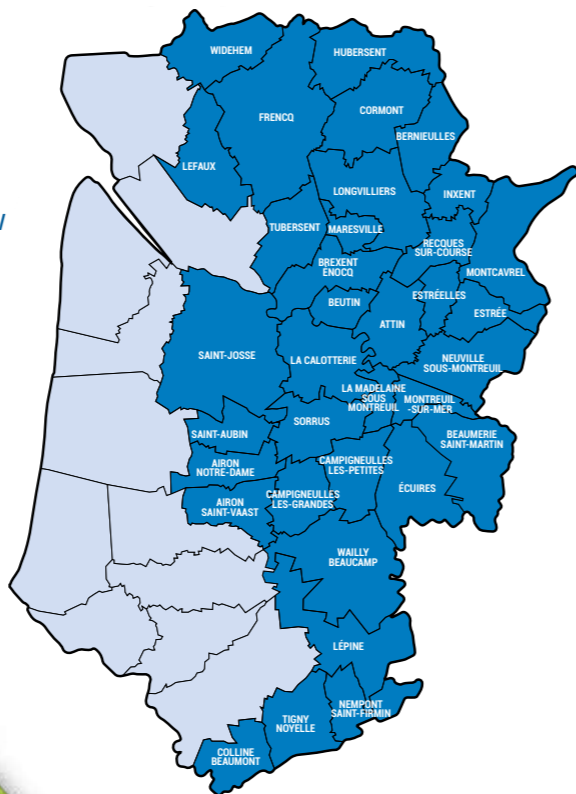 WIDEHEM
HUBERSENT
FRENCQ
CORMONT
BERNIEULLES
LEFAUX
LONGVILLIERS
INXENT
TUBERSENT
MARESVILLE
RECQUES
SUR-COURSE
BREXENT
ENOCQ
MONTCAVREL
BEUTIN
ESTRÉELLES
ESTRÉE
ATTIN
SAINT-JOSSE
LA CALOTTERIE
NEUVILLE
SOUS-MONTREUIL
LA MADELAINE
SOUS
MONTREUIL
MONTREUIL
-SUR-MER
SAINT-AUBIN
SORRUS
BEAUMERIE
SAINT-MARTIN
AIRON
NOTRE-DAME
CAMPIGNEULLES
LES-PETITES
AIRON
SAINT-VAAST
CAMPIGNEULLES
LES-GRANDES
ÉCUIRES
WAILLY
BEAUCAMP
LÉPINE
NEMPONT
SAINT-FIRMIN
TIGNY
NOYELLE
COLLINE
BEAUMONT